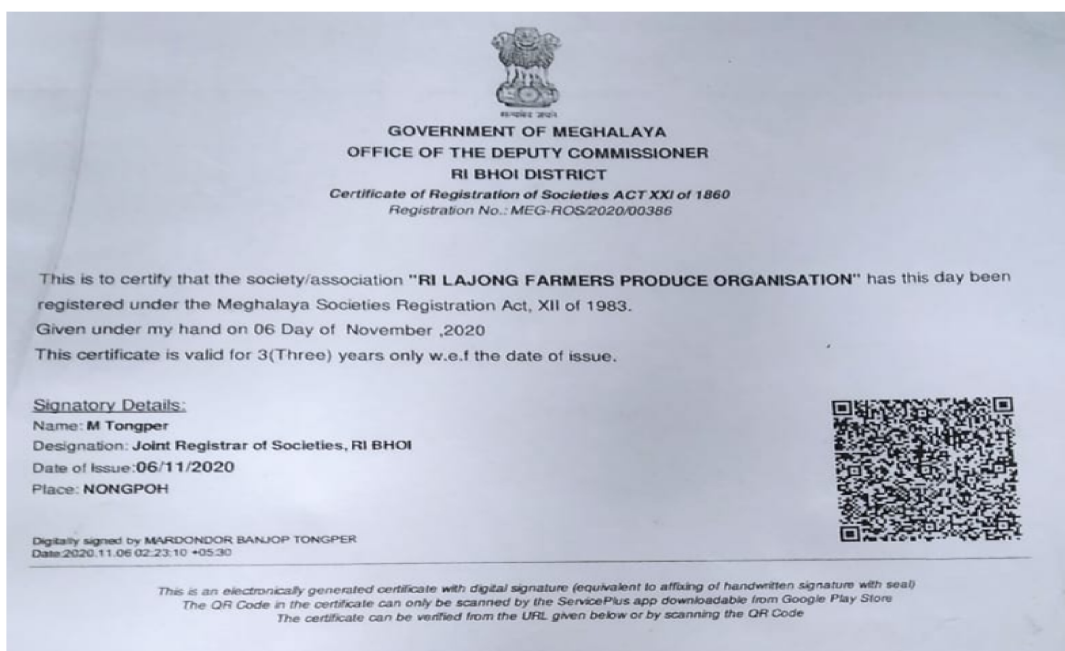 सत्यमेव जयते
GOVERNMENT OF MEGHALAYA
OFFICE OF THE DEPUTY COMMISSIONER
RI BHOI DISTRICT
Certificate of Registration of Societies ACT XXI of 1860
Registration No.: MEG-ROS/2020/00386
This is to certify that the society/association "RI LAJONG FARMERS PRODUCE ORGANISATION" has this day been
registered under the Meghalaya Societies Registration Act, XII of 1983.
Given under my hand on 06 Day of November ,2020
This certificate is valid for 3(Three) years only w.e.f the date of issue.
Signatory Details:
Name: M Tongper
Designation: Joint Registrar of Societies, RI BHOI
Date of Issue:06/11/2020
Place: NONGPOH
Digitally signed by MARDONDOR BANJOP TONGPER
Date:2020.11.06 02:23:10 +05:30
This is an electronically generated certificate with digital signature (equivalent to affixing of handwritten signature with seal)
The QR Code in the certificate can only be scanned by the ServicePlus app downloadable from Google Play Store
The certificate can be verified from the URL given below or by scanning the QR Code